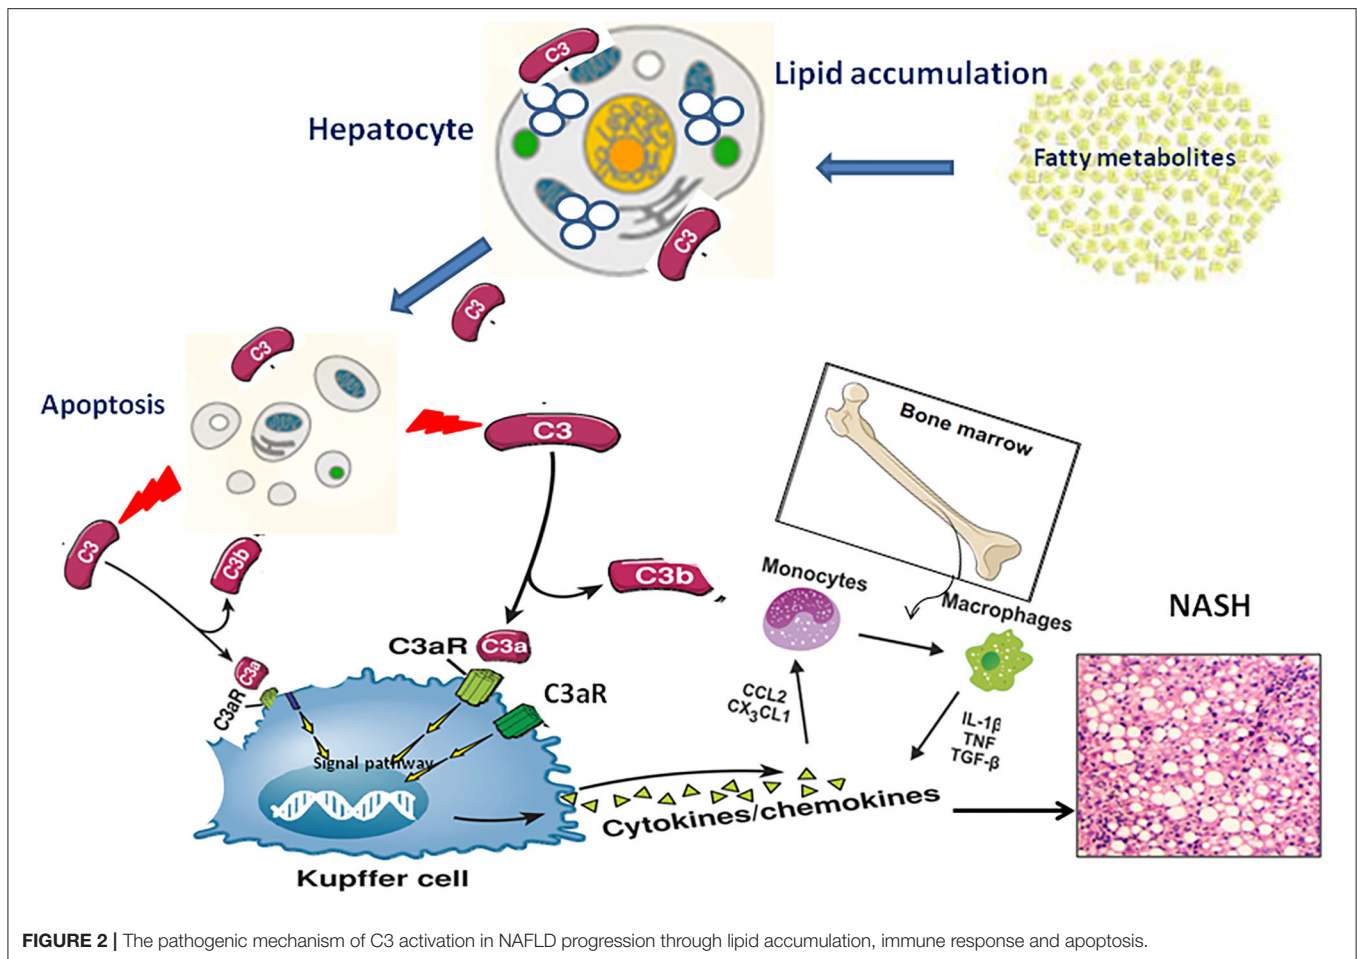 C3
Lipid accumulation
Hepatocyte
Fatty metabolites
C3
C3
C3
Apoptosis
C3
Bone marrow
C3
C3b
C3b
Monocytes
Macrophages
NASH
C3aR
C3a
C3a
C3aR
C3aR
CCL2
CX₃CL1
IL-1β
TNF
TGF-β
Signal pathway
Cytokines/chemokines
Kupffer cell
FIGURE 2 | The pathogenic mechanism of C3 activation in NAFLD progression through lipid accumulation, immune response and apoptosis.